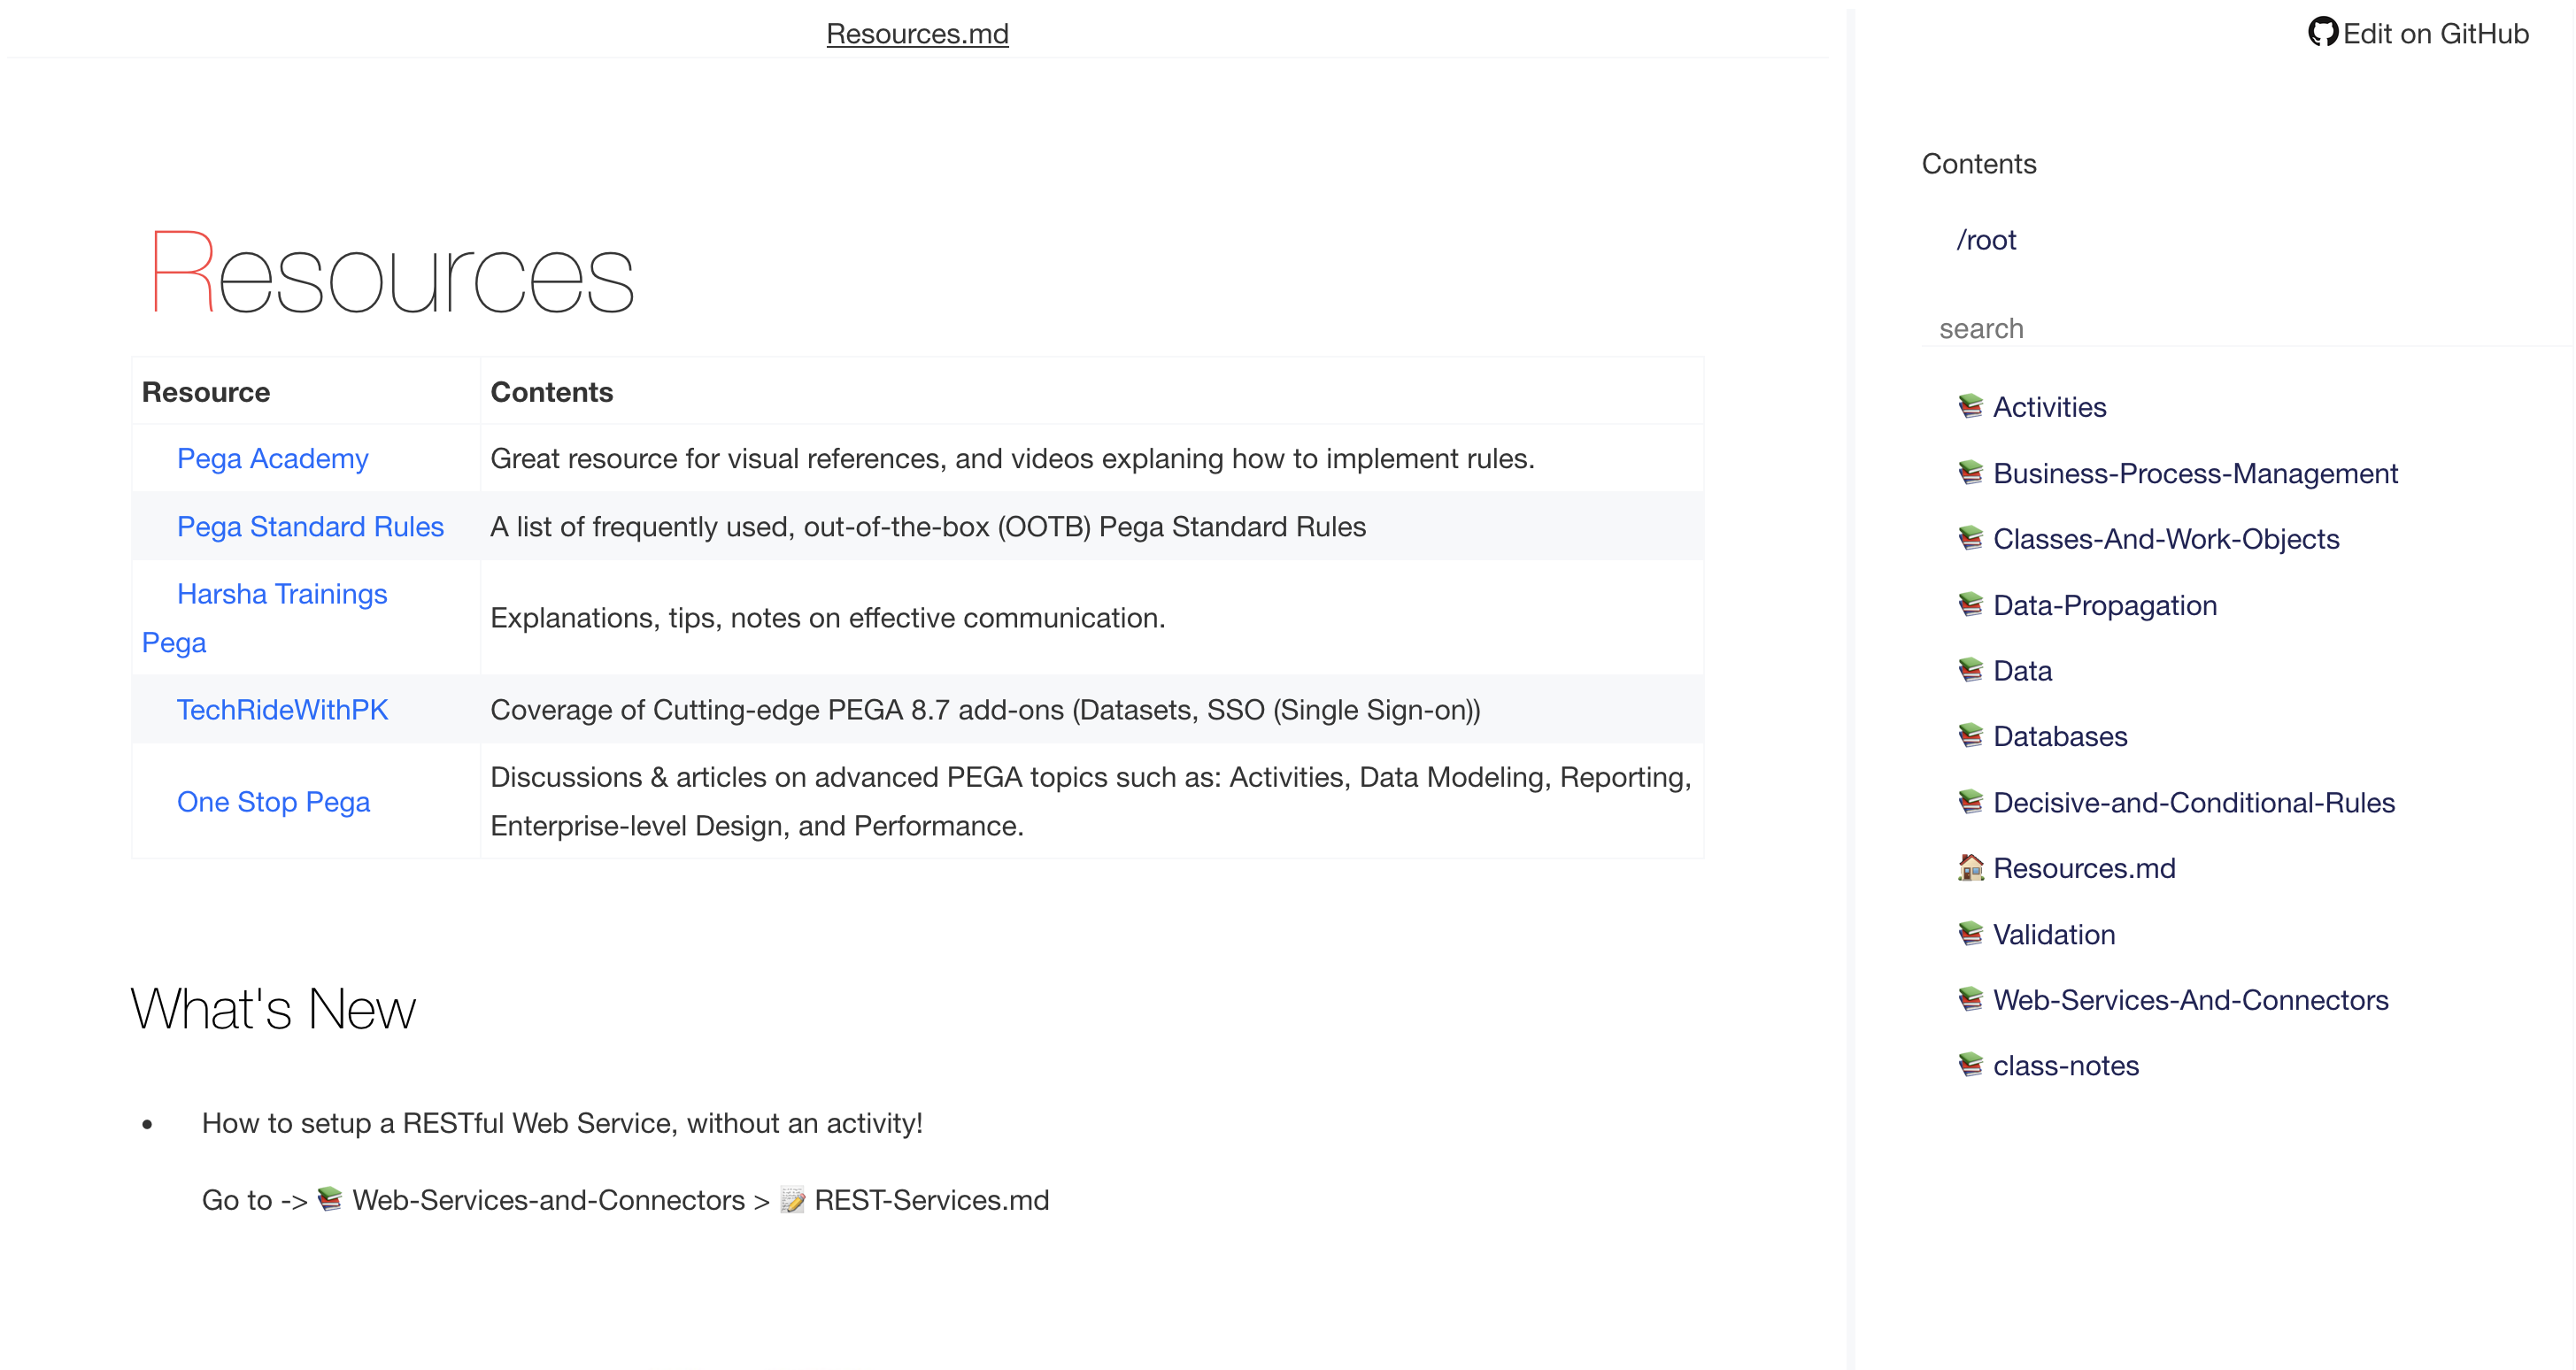 Resources.md
Edit on GitHub
Resources
Resource Contents
Pega Academy Great resource for visual references, and videos explaning how to implement rules.
Pega Standard Rules A list of frequently used, out-of-the-box (OOTB) Pega Standard Rules
Harsha Trainings
Pega
Explanations, tips, notes on effective communication.
TechRideWithPK Coverage of Cutting-edge PEGA 8.7 add-ons (Datasets, SSO (Single Sign-on))
One Stop Pega
Discussions & articles on advanced PEGA topics such as: Activities, Data Modeling, Reporting,
Enterprise-level Design, and Performance.
What's New
• How to setup a RESTful Web Service, without an activity!
Go to -> 📚 Web-Services-and-Connectors > 📝 REST-Services.md
Contents
/root
search
📚 Activities
📚 Business-Process-Management
📚 Classes-And-Work-Objects
📚 Data-Propagation
📚 Data
📚 Databases
📚 Decisive-and-Conditional-Rules
🏠 Resources.md
📚 Validation
📚 Web-Services-And-Connectors
📚 class-notes